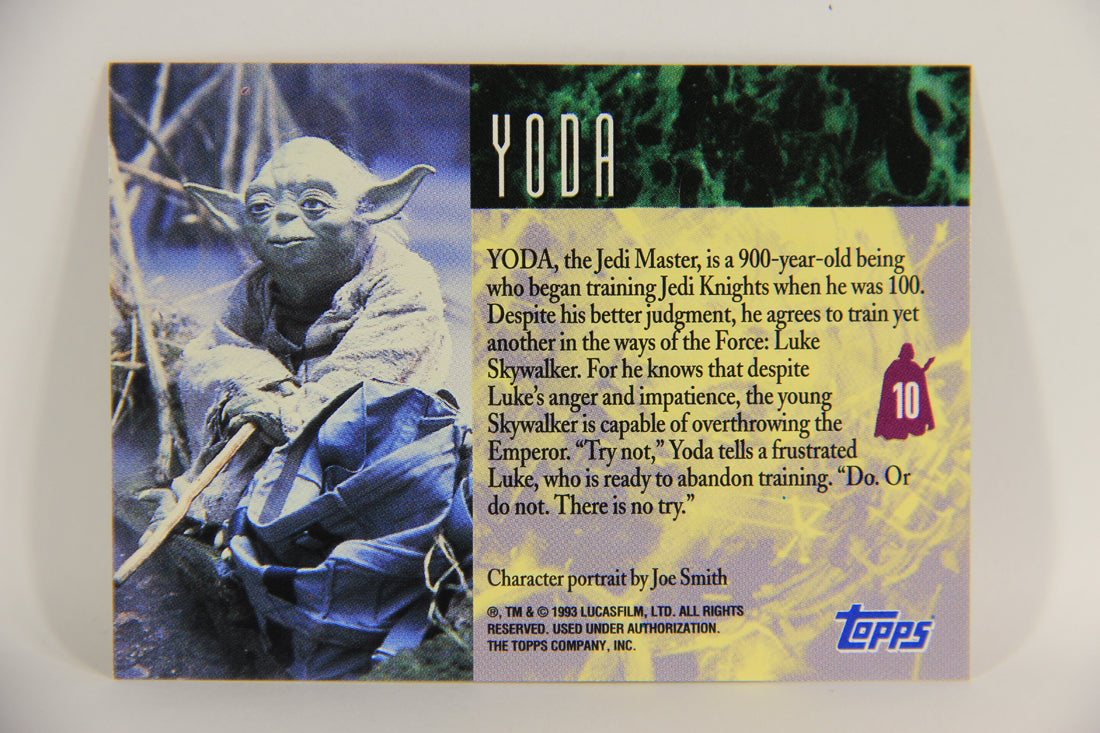 YODA
YODA, the Jedi Master, is a 900-year-old being
who began training Jedi Knights when he was 100.
Despite his better judgment, he agrees to train yet
another in the ways of the Force: Luke
Skywalker. For he knows that despite
Luke's anger and impatience, the young
Skywalker is capable of overthrowing the
Emperor. “Try not,” Yoda tells a frustrated
Luke, who is ready to abandon training. “Do. Or
do not. There is no try.”
10
Character portrait by Joe Smith
®, TM & © 1993 LUCASFILM, LTD. ALL RIGHTS
RESERVED. USED UNDER AUTHORIZATION.
THE TOPPS COMPANY, INC.
topps